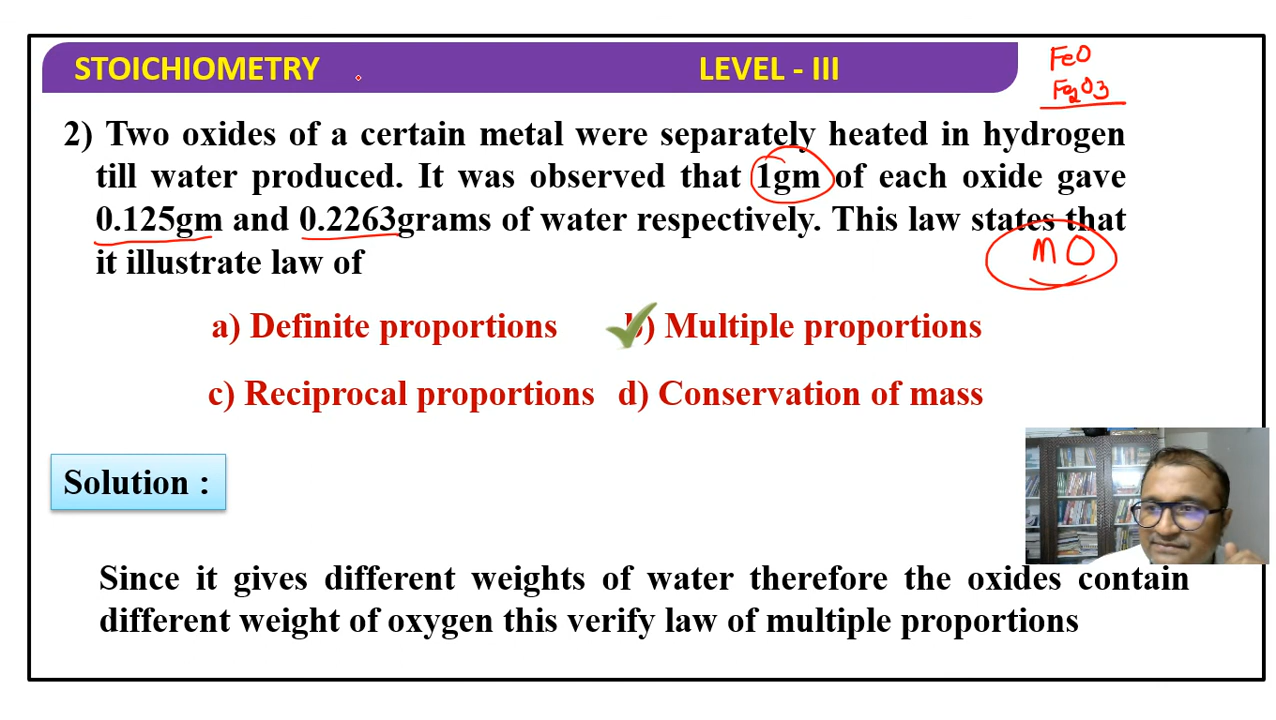 STOICHIOMETRY LEVEL - III
FeO
Fe2O3
2) Two oxides of a certain metal were separately heated in hydrogen
till water produced. It was observed that 1gm of each oxide gave
0.125gm and 0.2263grams of water respectively. This law states that
it illustrate law of
MO
a) Definite proportions b) Multiple proportions
c) Reciprocal proportions d) Conservation of mass
Solution :
Since it gives different weights of water therefore the oxides contain
different weight of oxygen this verify law of multiple proportions